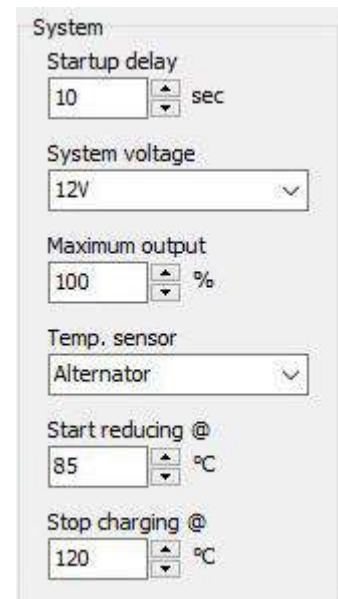 System
Startup delay
10 sec
System voltage
12V
Maximum output
100 %
Temp. sensor
Alternator
Start reducing @
85 ºC
Stop charging @
120 ºC